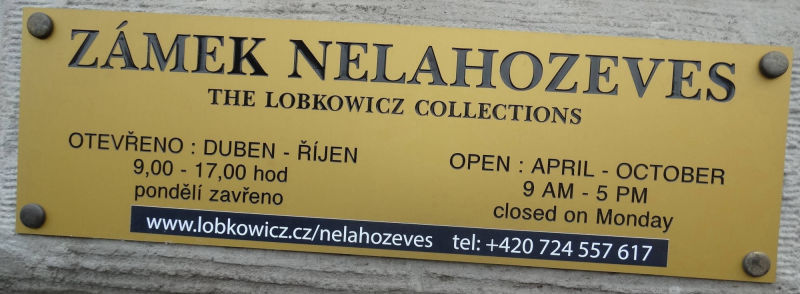 ZÁMEK NELAHOZEVES
THE LOBKOWICZ COLLECTIONS
OTEVŘENO : DUBEN - ŘÍJEN
9,00 - 17,00 hod
pondělí zavřeno
OPEN : APRIL - OCTOBER
9 AM - 5 PM
closed on Monday
www.lobkowicz.cz/nelahozeves tel: +420 724 557 617